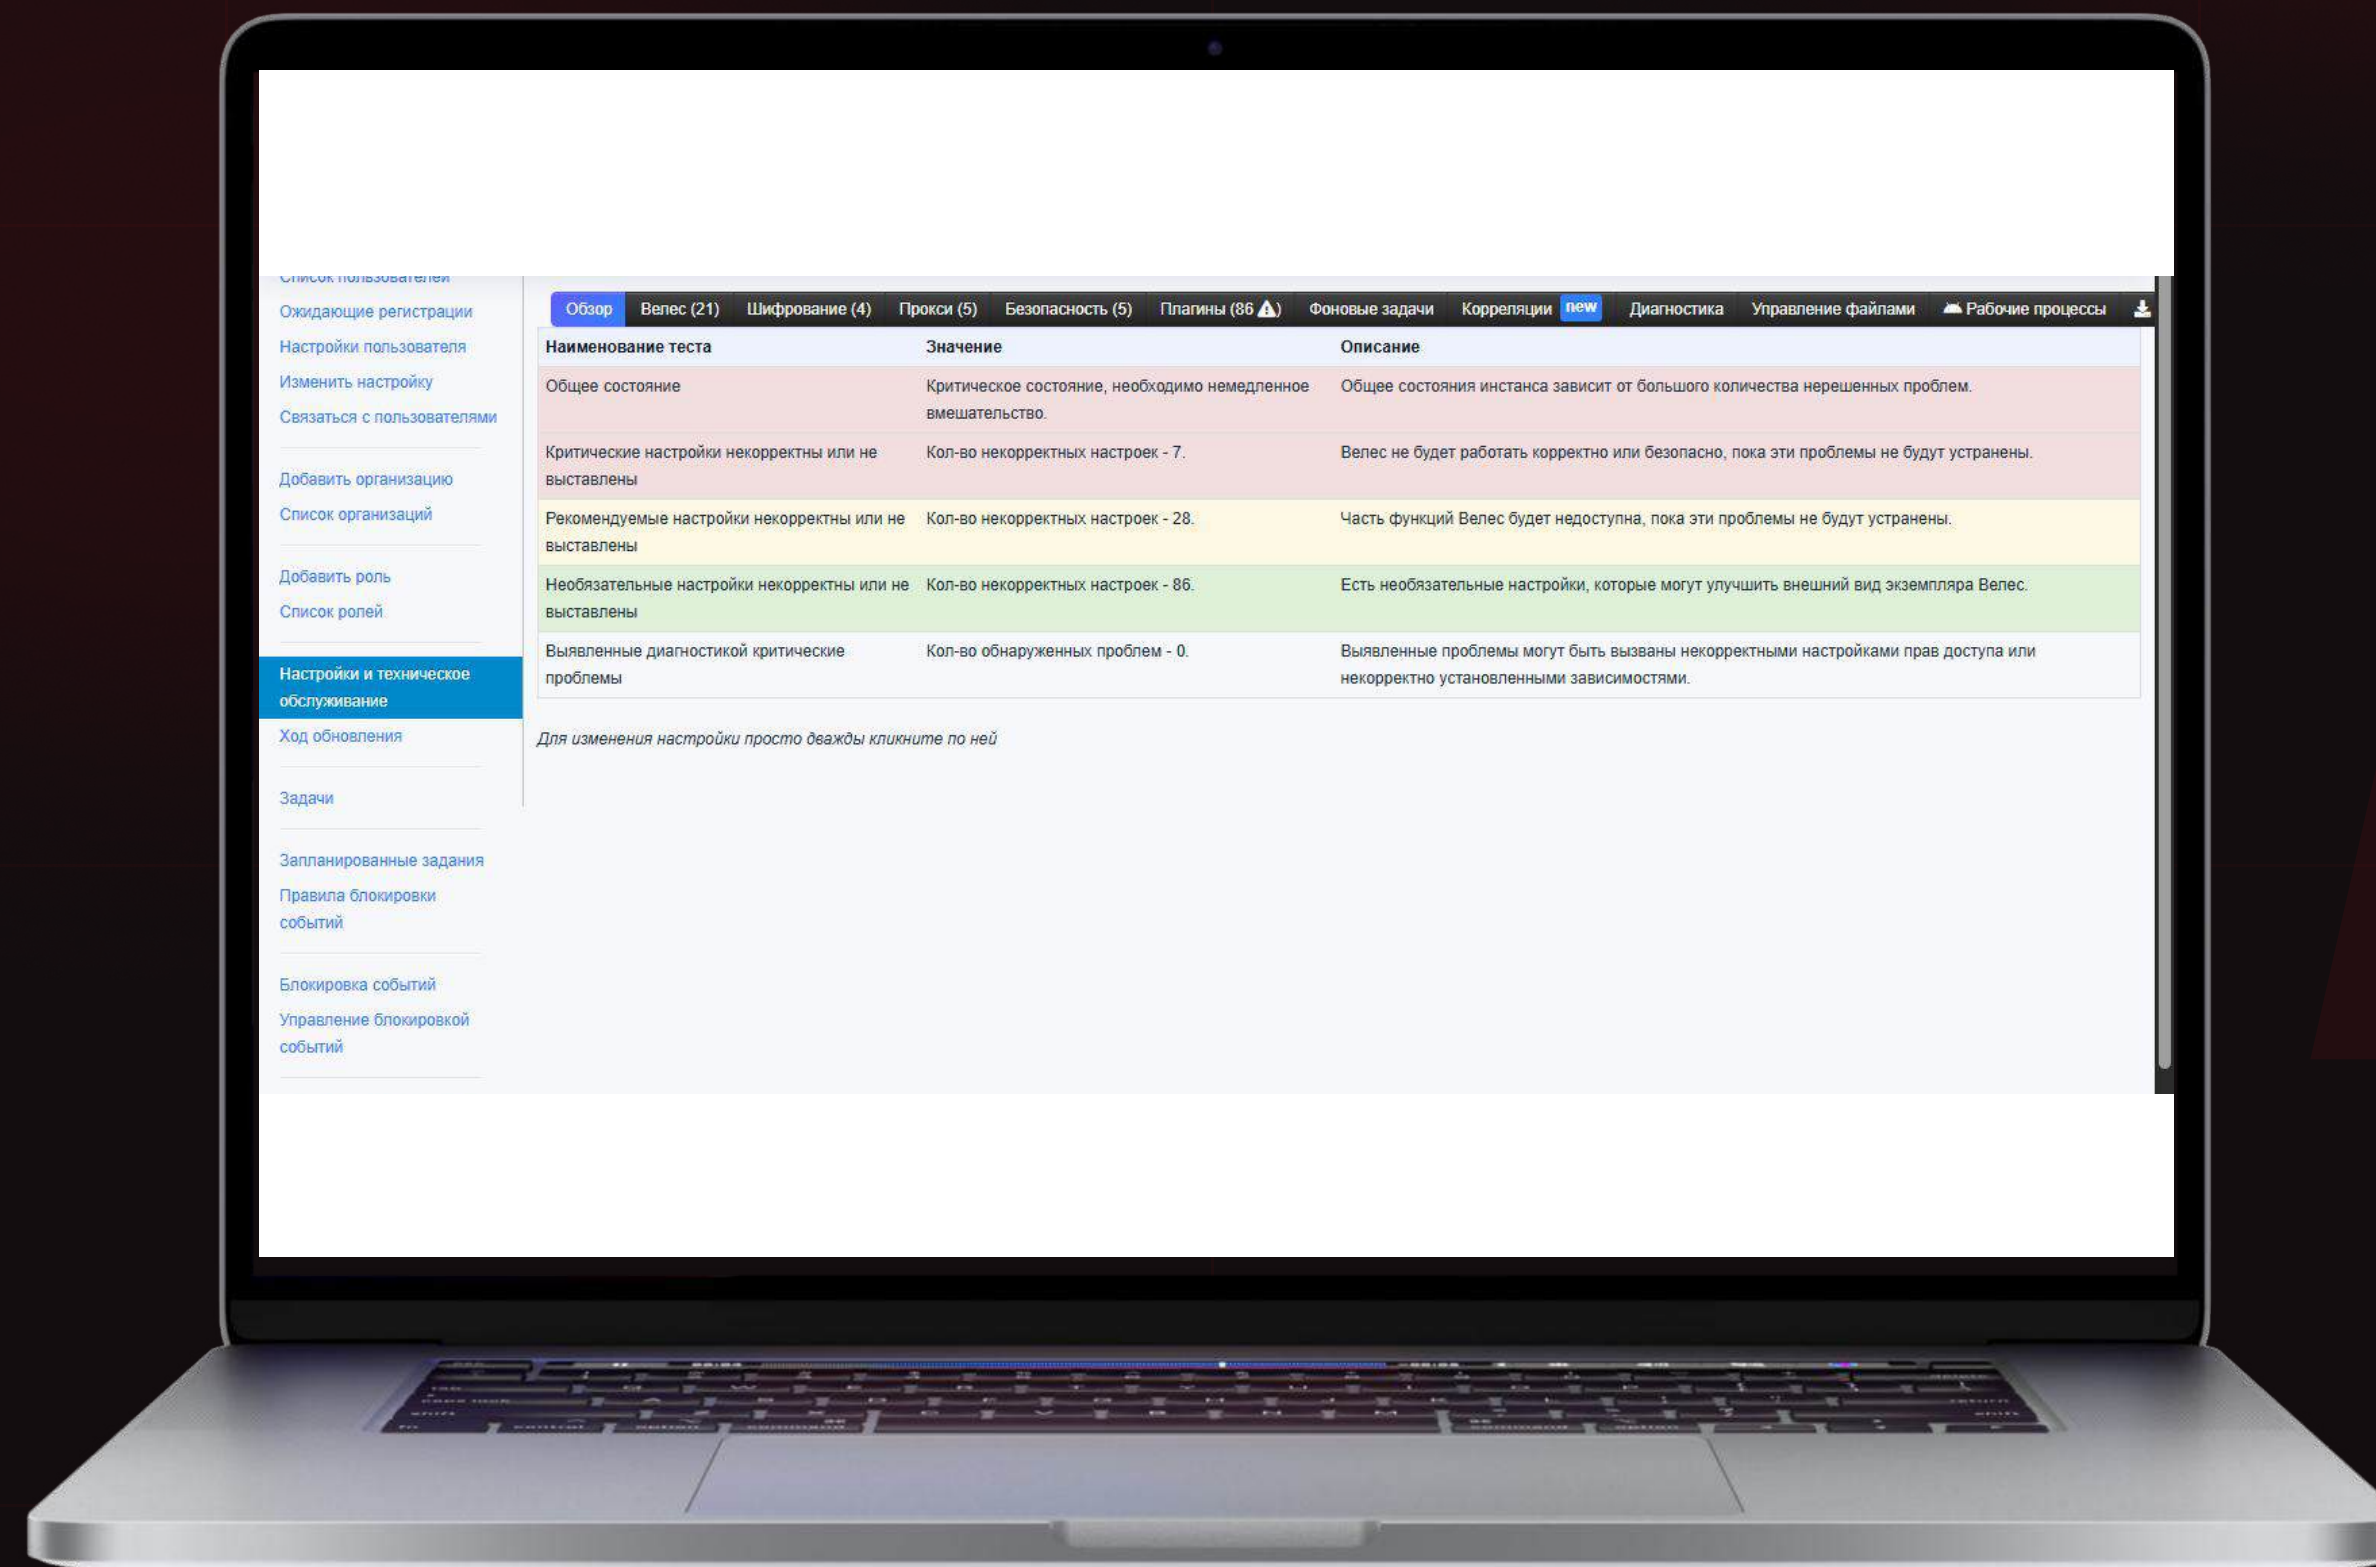 Список пользователей
Ожидающие регистрации
Настройки пользователя
Изменить настройку
Связаться с пользователями
Добавить организацию
Список организаций
Добавить роль
Список ролей
Настройки и техническое
обслуживание
Ход обновления
Задачи
Запланированные задания
Правила блокировки
событий
Блокировка событий
Управление блокировкой
событий
Обзор Велес (21) Шифрование (4) Прокси (5) Безопасность (5) Плагины (86 ) Фоновые задачи Корреляции new Диагностика Управление файлами Рабочие процессы
Наименование теста Значение Описание
Общее состояние Критическое состояние, необходимо немедленное Общее состояния инстанса зависит от большого количества нерешенных проблем.
вмешательство.
Критические настройки некорректны или не Кол-во некорректных настроек - 7. Велес не будет работать корректно или безопасно, пока эти проблемы не будут устранены.
выставлены
Рекомендуемые настройки некорректны или не Кол-во некорректных настроек - 28. Часть функций Велес будет недоступна, пока эти проблемы не будут устранены.
выставлены
Необязательные настройки некорректны или не Кол-во некорректных настроек - 86. Есть необязательные настройки, которые могут улучшить внешний вид экземпляра Велес.
выставлены
Выявленные диагностикой критические Кол-во обнаруженных проблем - 0. Выявленные проблемы могут быть вызваны некорректными настройками прав доступа или
проблемы некорректно установленными зависимостями.
Для изменения настройки просто дважды кликните по ней